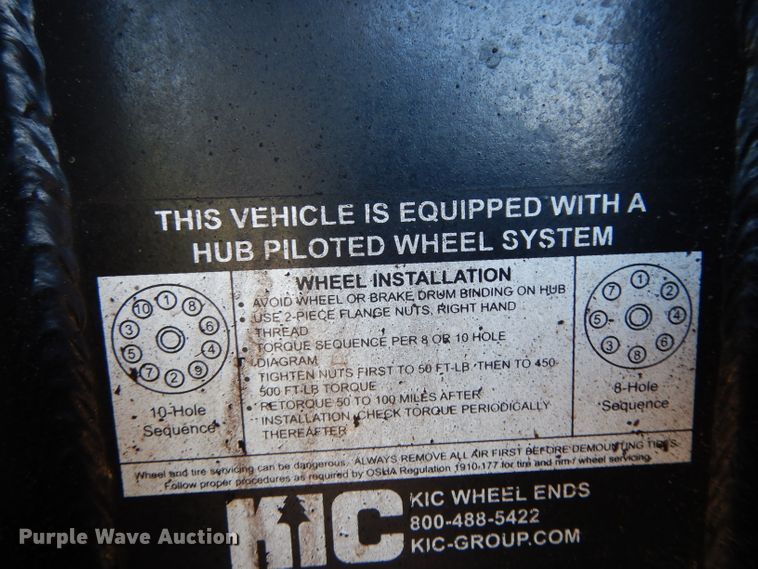 THIS VEHICLE IS EQUIPPED WITH A
HUB PILOTED WHEEL SYSTEM
WHEEL INSTALLATION
• AVOID WHEEL OR BRAKE DRUM BINDING ON HUB
• USE 2-PIECE FLANGE NUTS, RIGHT HAND
THREAD
• TORQUE SEQUENCE PER 8 OR 10 HOLE
DIAGRAM
• TIGHTEN NUTS FIRST TO 50 FT-LB THEN TO 450-
500 FT-LB TORQUE
• RETORQUE 50 TO 100 MILES AFTER
INSTALLATION, CHECK TORQUE PERIODICALLY
THEREAFTER
10 1 8
3 6
5 4
7 2 9
10-Hole
Sequence
1
7 2
5 4
3 6
8
8-Hole
Sequence
Wheel and tire servicing can be dangerous. ALWAYS REMOVE ALL AIR FIRST BEFORE DEMOUNTING TIRES.
Follow proper procedures as required by OSHA Regulation 1910-177 for tire and rim / wheel servicing.
KIC
KIC WHEEL ENDS
800-488-5422
KIC-GROUP.COM
Purple Wave Auction